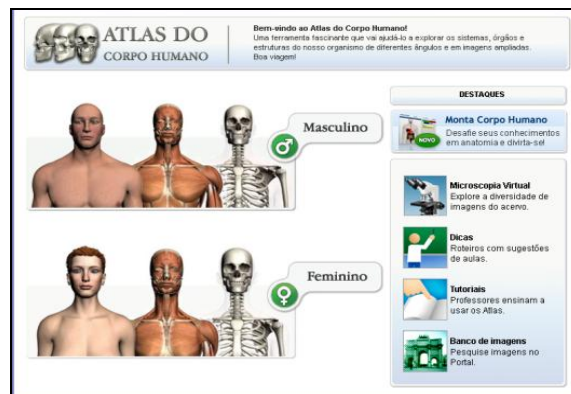 ATLAS DO
CORPO HUMANO
Bem-vindo ao Atlas do Corpo Humano!
Uma ferramenta fascinante que vai ajudá-lo a explorar os sistemas, órgãos e
estruturas do nosso organismo de diferentes ângulos e em imagens ampliadas.
Boa viagem!
Masculino
Feminino
DESTAQUES
NOVO
Monta Corpo Humano
Desafie seus conhecimentos
em anatomia e divirta-se!
Microscopia Virtual
Explore a diversidade de
imagens do acervo.
Dicas
Roteiros com sugestões
de aulas.
Tutoriais
Professores ensinam a
usar os Atlas.
Banco de imagens
Pesquise imagens no
Portal.